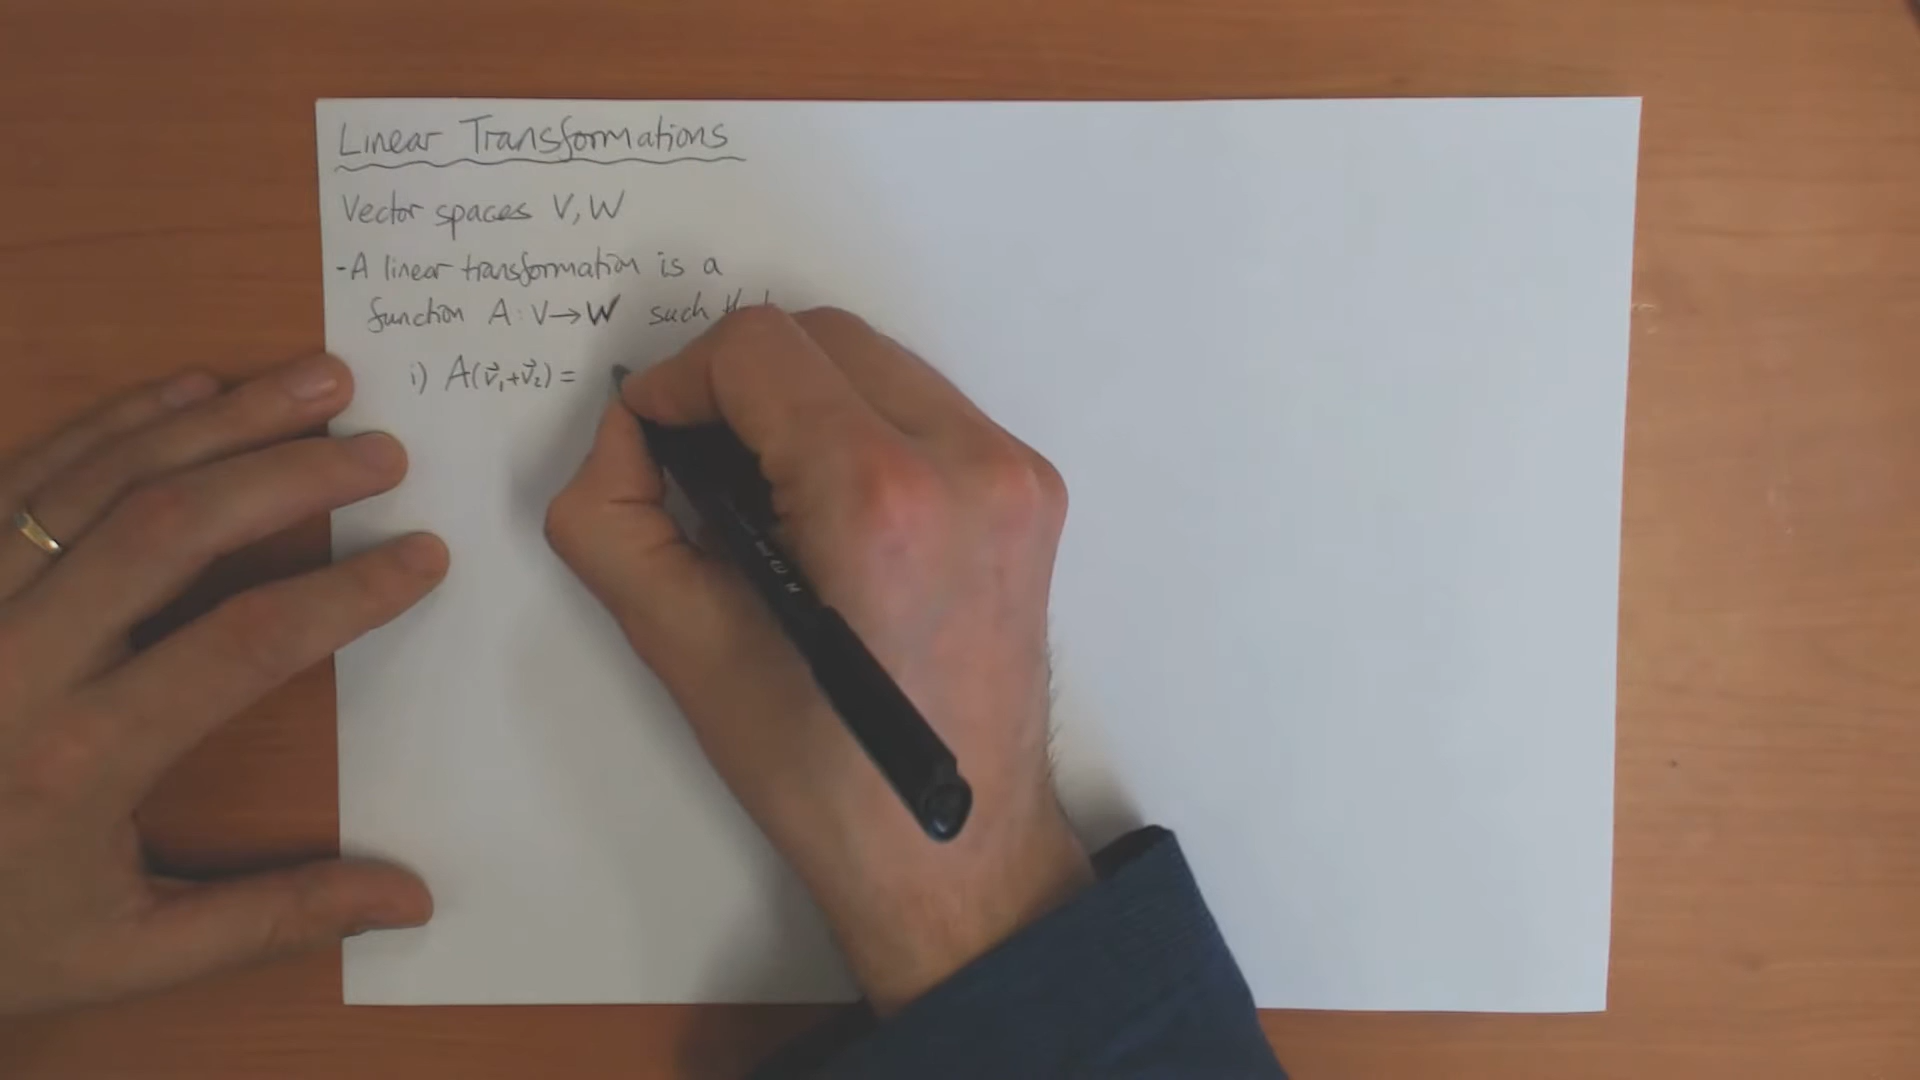 Linear Transformations
Vector spaces V, W
-A linear transformation is a
function A: V→W such
i) A(v⃗₁+v⃗₂) =